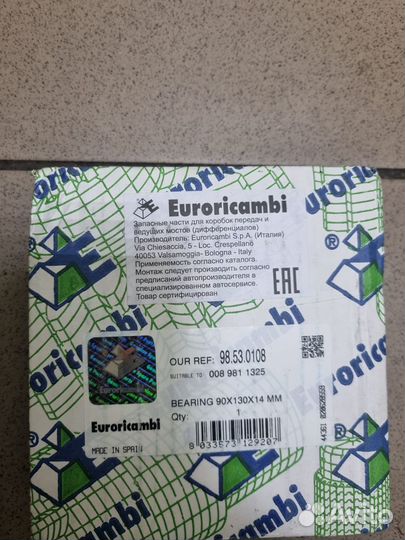 Euroricambi
Euroricambi
Запасные части для коробок передач и
ведущих мостов (дифференциалов)
Производитель: Euroricambi S.p.A. (Италия)
Via Chiesaccia, 5 - Loc. Crespellano
40053 Valsamoggia- Bologna - Italy
Применяемость согласно каталога.
Монтаж следует производить согласно
предписаний автопроизводителя в
специализированном автосервисе.
Товар сертифицирован
EAC
OUR REF: 98.53.0108
SUITABLE TO 008 981 1325
BEARING 90X130X14 MM
Qty: 1
Euroricambi
MADE IN SPAIN
8 033573 129207
Euroricambi
Avito